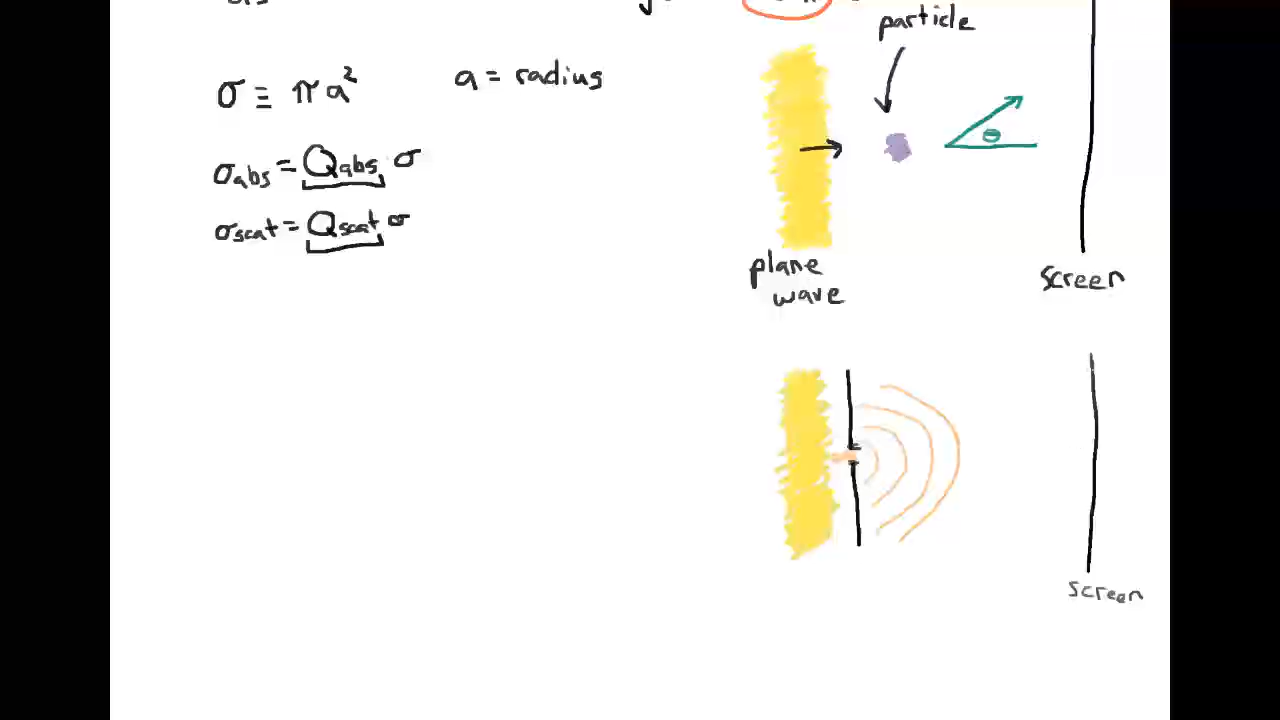 particle
σ ≡ πa² a = radius
σabs = Qabs · σ
σscat = Qscat σ
θ
plane
wave
screen
screen